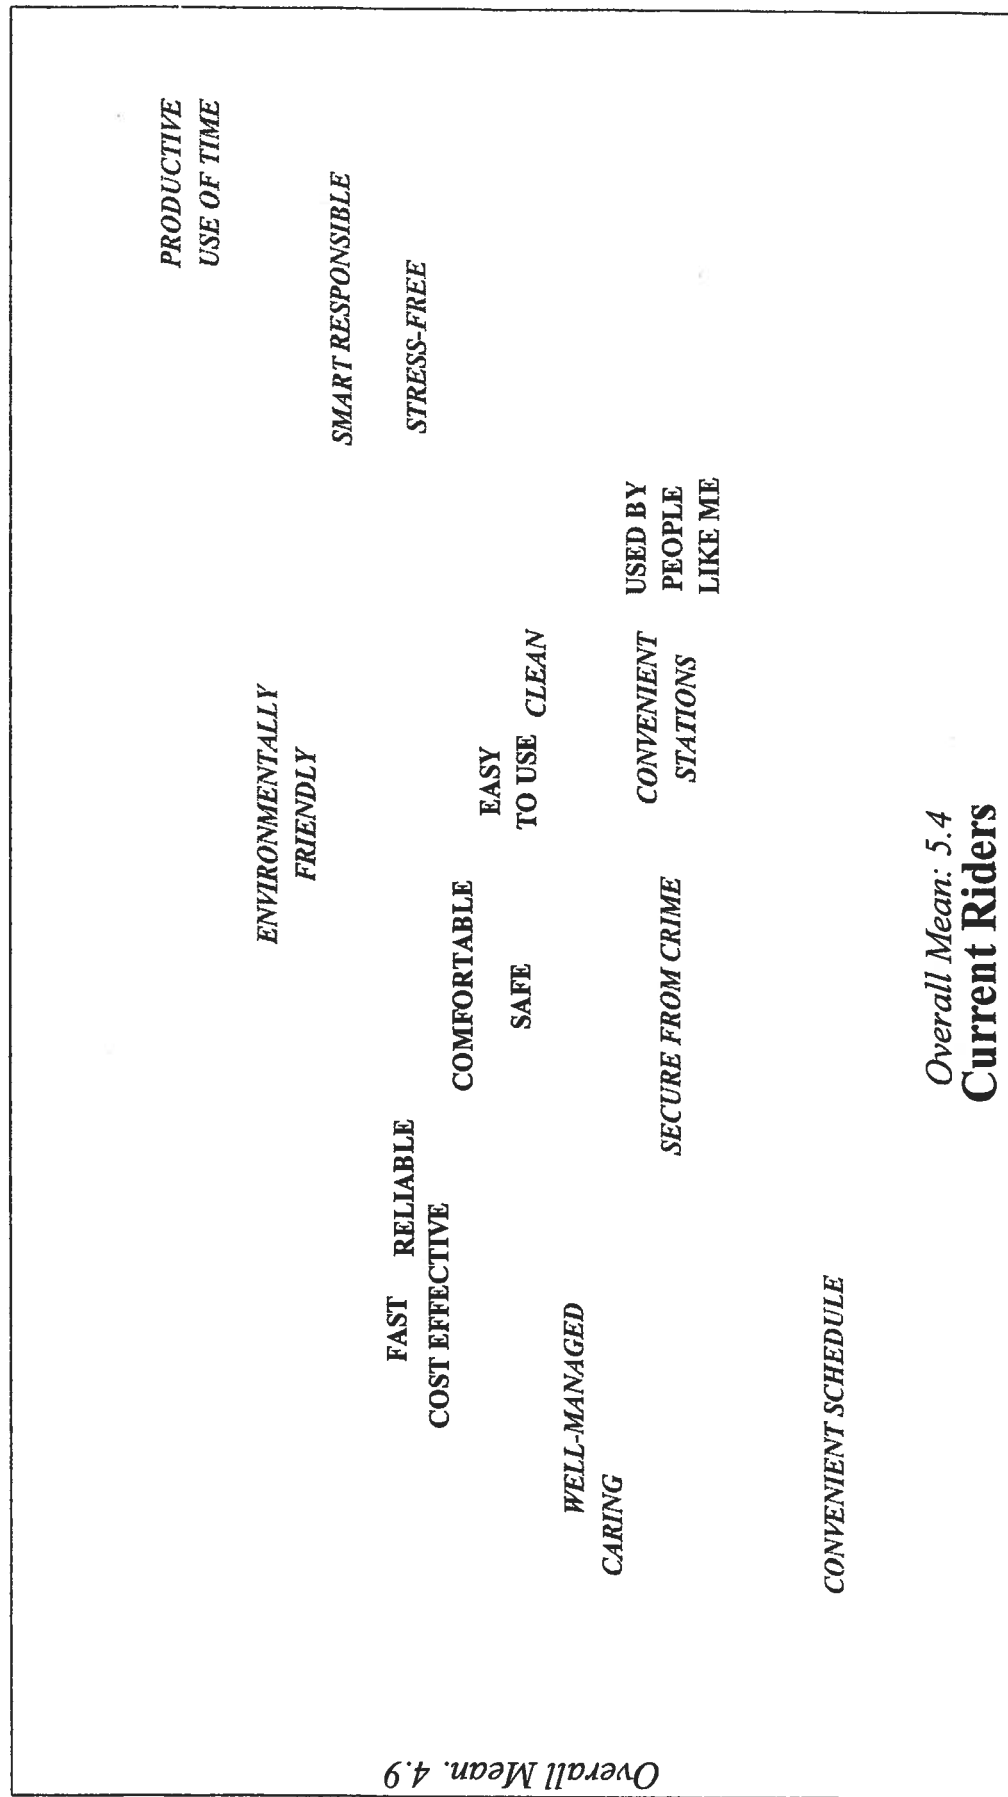 PRODUCTIVE
USE OF TIME
ENVIRONMENTALLY
FRIENDLY
SMART RESPONSIBLE
FAST RELIABLE
STRESS-FREE
COST EFFECTIVE
COMFORTABLE
EASY
TO USE CLEAN
SAFE
WELL-MANAGED
CARING
USED BY
PEOPLE
LIKE ME
CONVENIENT
STATIONS
SECURE FROM CRIME
CONVENIENT SCHEDULE
Overall Mean. 4.9
Overall Mean: 5.4
Current Riders